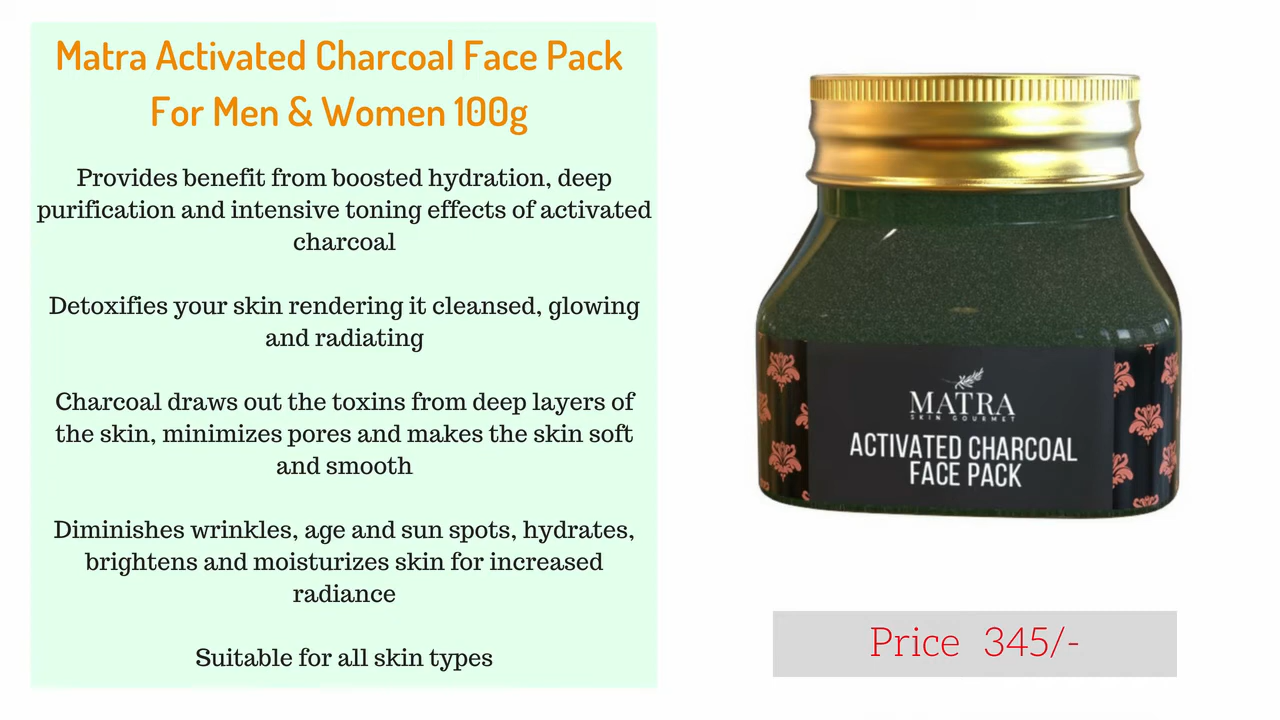 Matra Activated Charcoal Face Pack
For Men & Women 100g
Provides benefit from boosted hydration, deep
purification and intensive toning effects of activated
charcoal
Detoxifies your skin rendering it cleansed, glowing
and radiating
Charcoal draws out the toxins from deep layers of
the skin, minimizes pores and makes the skin soft
and smooth
Diminishes wrinkles, age and sun spots, hydrates,
brightens and moisturizes skin for increased
radiance
Suitable for all skin types
MATRA
SKIN GOURMET
ACTIVATED CHARCOAL
FACE PACK
Price 345/-